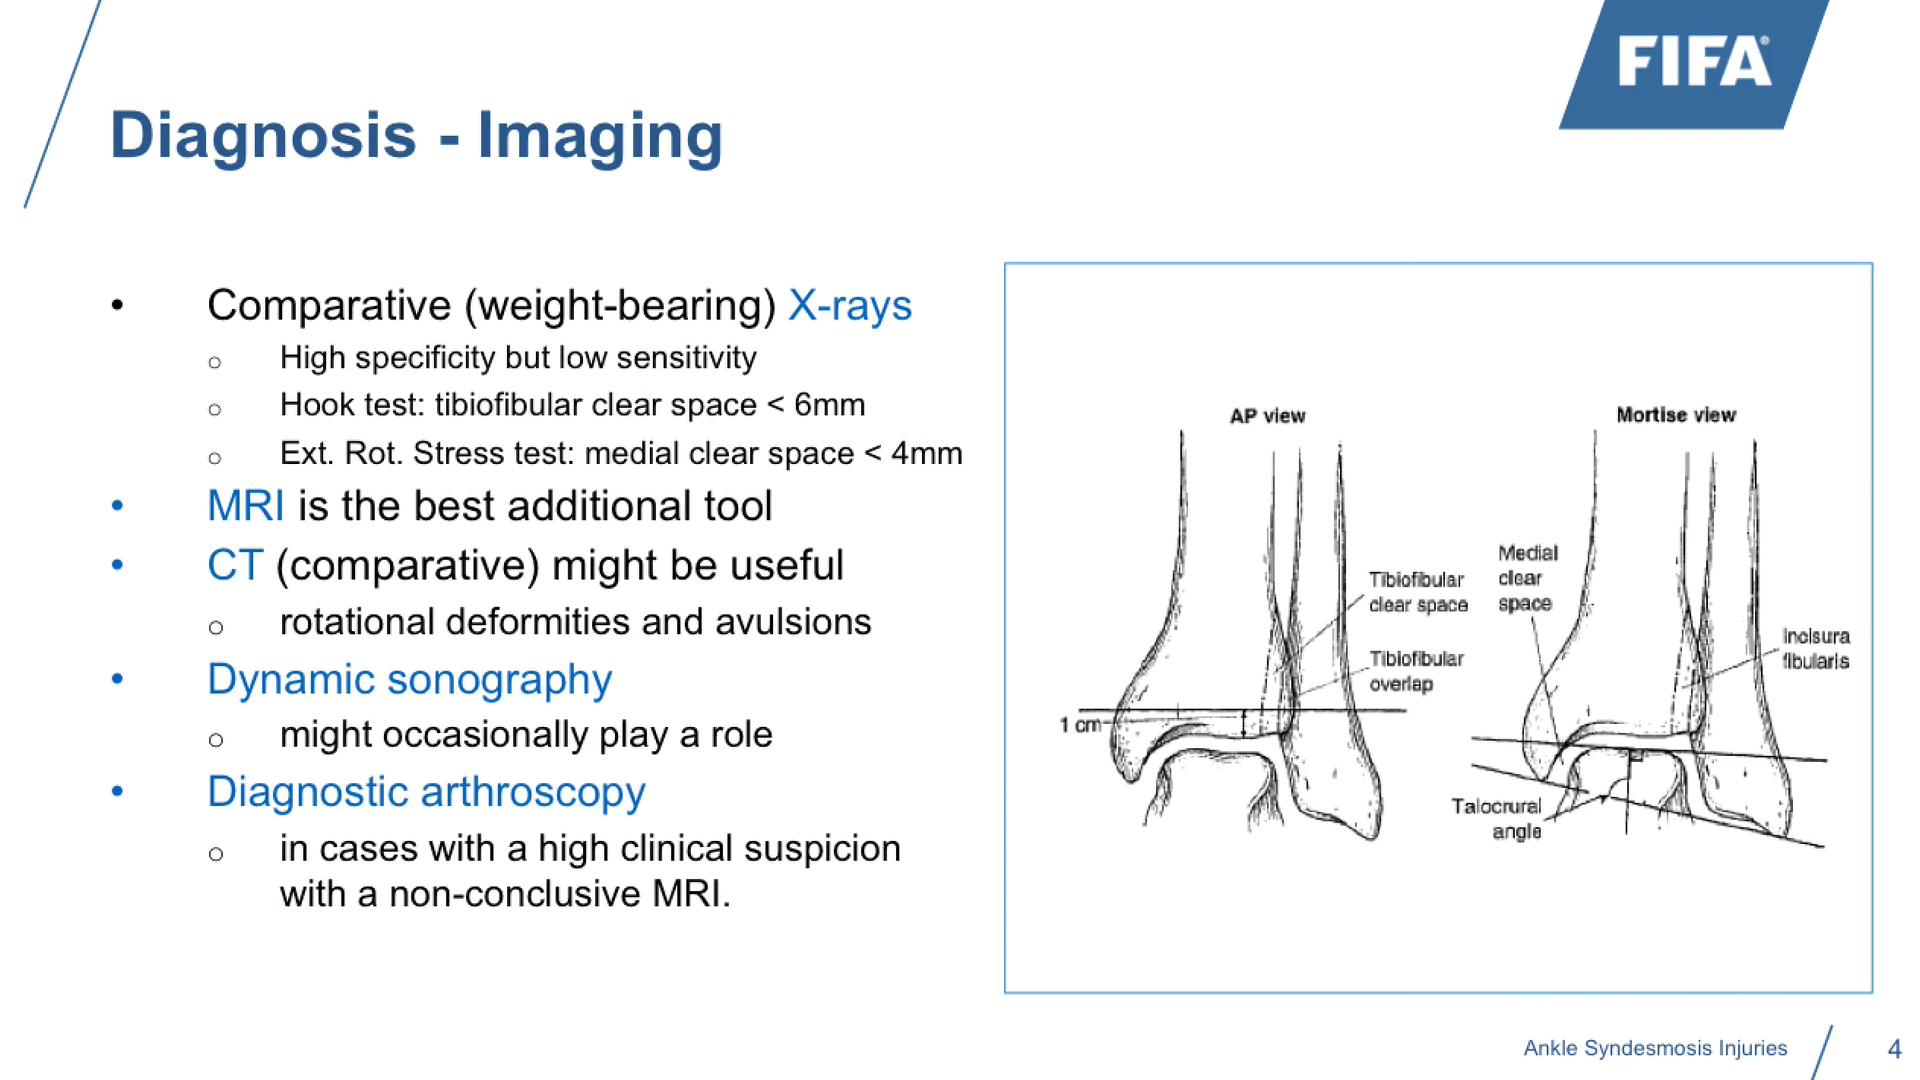 FIFA®
Diagnosis - Imaging
• Comparative (weight-bearing) X-rays
o High specificity but low sensitivity
o Hook test: tibiofibular clear space < 6mm
o Ext. Rot. Stress test: medial clear space < 4mm
• MRI is the best additional tool
• CT (comparative) might be useful
o rotational deformities and avulsions
• Dynamic sonography
o might occasionally play a role
• Diagnostic arthroscopy
o in cases with a high clinical suspicion
with a non-conclusive MRI.
AP view
Tibiofibular
clear space
Tibiofibular
overlap
1 cm
Mortise view
Medial
clear
space
Incisura
fibularis
Talocrural
angle
Ankle Syndesmosis Injuries
4